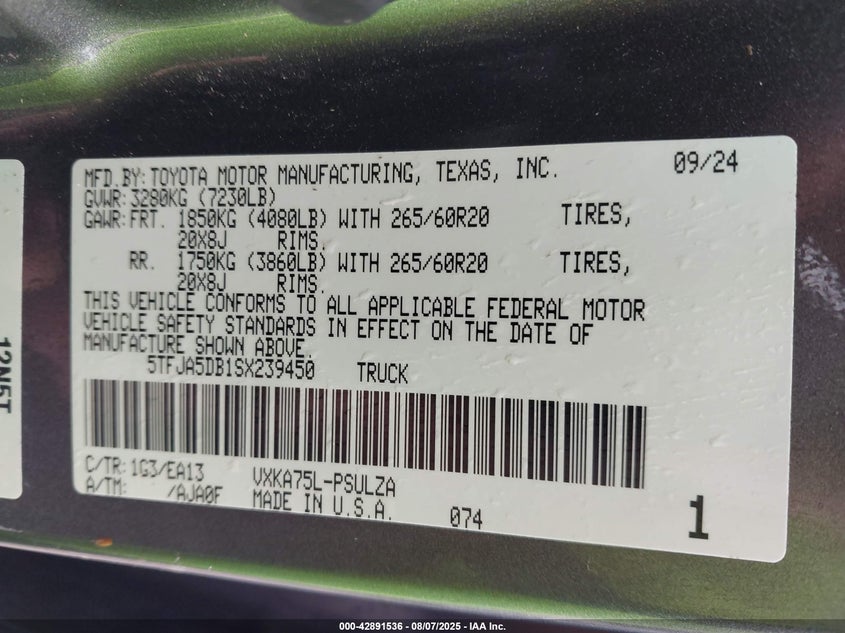 MFD.BY:TOYOTA MOTOR MANUFACTURING, TEXAS, INC. 09/24
GVWR:3280KG (7230LB)
GAWR:FRT. 1850KG (4080LB) WITH 265/60R20 TIRES,
20X8J RIMS.
RR. 1750KG (3860LB) WITH 265/60R20 TIRES,
20X8J RIMS.
THIS VEHICLE CONFORMS TO ALL APPLICABLE FEDERAL MOTOR
VEHICLE SAFETY STANDARDS IN EFFECT ON THE DATE OF
MANUFACTURE SHOWN ABOVE.
5TFJA5DB1SX239450 TRUCK
C/TR:1G3/EA13 VXKA75L-PSULZA
A/TM: /AJA0F MADE IN U.S.A. 074 1
12N5T
000-42891536 - 08/07/2025 - IAA Inc.